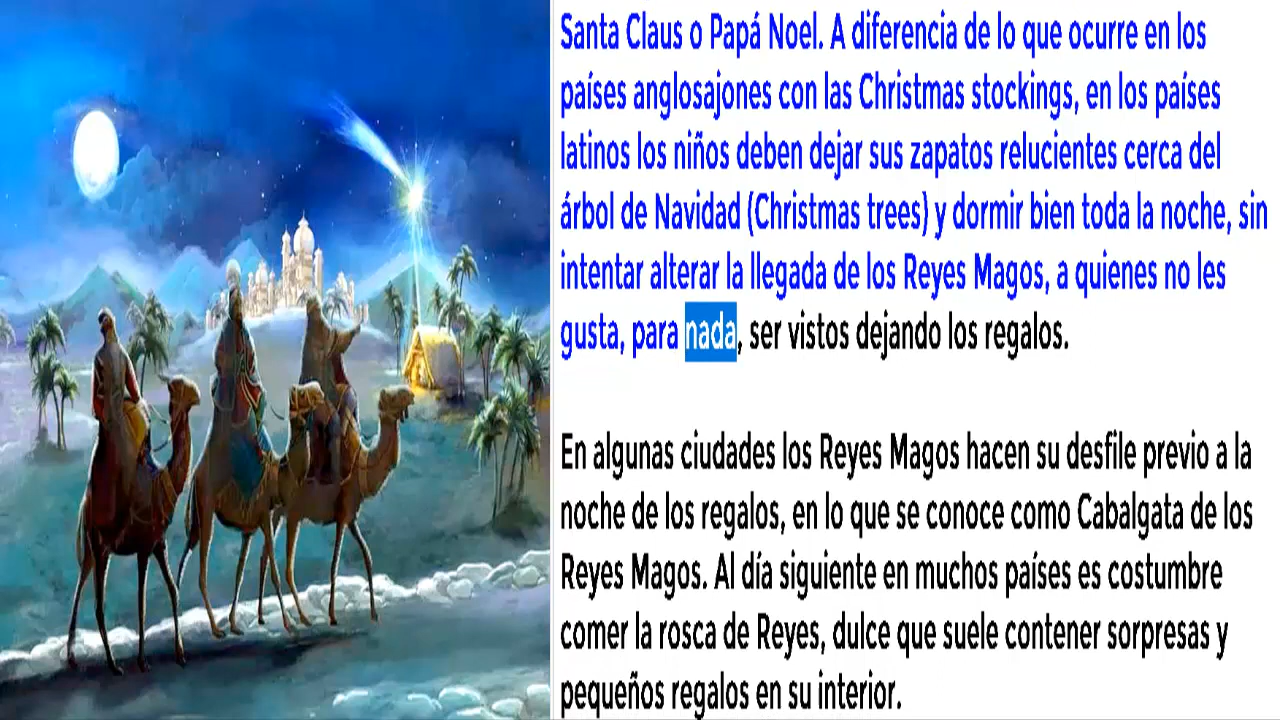 Santa Claus o Papá Noel. A diferencia de lo que ocurre en los
países anglosajones con las Christmas stockings, en los países
latinos los niños deben dejar sus zapatos relucientes cerca del
árbol de Navidad (Christmas trees) y dormir bien toda la noche, sin
intentar alterar la llegada de los Reyes Magos, a quienes no les
gusta, para nada, ser vistos dejando los regalos.
En algunas ciudades los Reyes Magos hacen su desfile previo a la
noche de los regalos, en lo que se conoce como Cabalgata de los
Reyes Magos. Al día siguiente en muchos países es costumbre
comer la rosca de Reyes, dulce que suele contener sorpresas y
pequeños regalos en su interior.